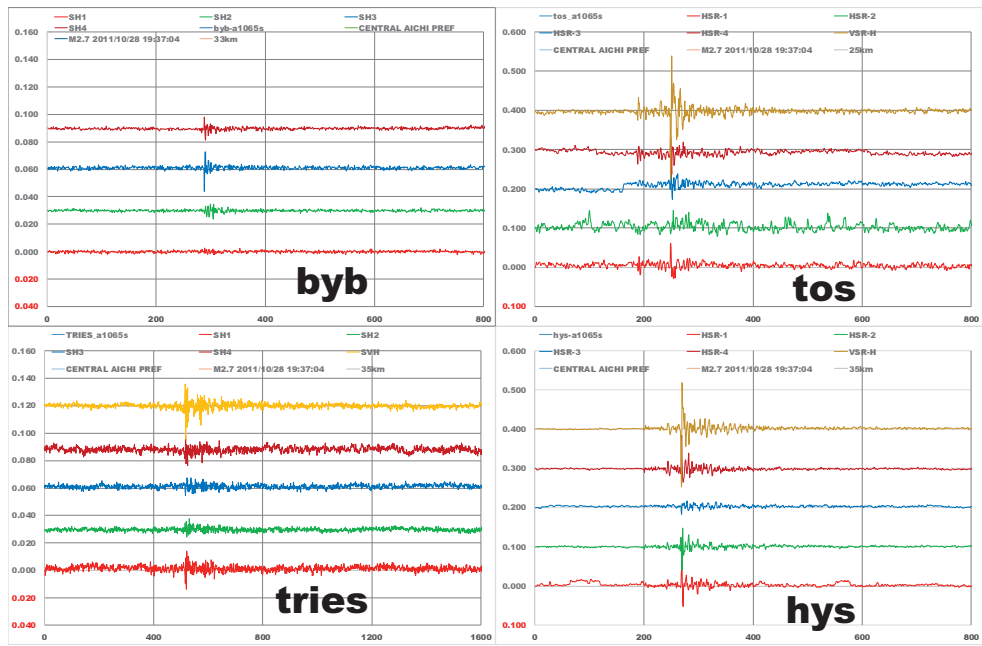 SH1 SH2 SH3
SH4 byb-a1065s CENTRAL AICHI PREF
M2.7 2011/10/28 19:37:04 33km
0.160
0.140
0.120
0.100
0.080
0.060
0.040
0.020
0.000
0.020
0.040
0 200 400 600 800
byb
tos_a1065s HSR-1 HSR-2
HSR-3 HSR-4 VSR-H
CENTRAL AICHI PREF M2.7 2011/10/28 19:37:04 25km
0.600
0.500
0.400
0.300
0.200
0.100
0.000
0.100
0 200 400 600 800
tos
TRIES_a1065s SH1 SH2
SH3 SH4 SVH
CENTRAL AICHI PREF M2.7 2011/10/28 19:37:04 35km
0.160
0.140
0.120
0.100
0.080
0.060
0.040
0.020
0.000
0.020
0.040
0 400 800 1200 1600
tries
hys-a1065s HSR-1 HSR-2
HSR-3 HSR-4 VSR-H
CENTRAL AICHI PREF M2.7 2011/10/28 19:37:04 35km
0.600
0.500
0.400
0.300
0.200
0.100
0.000
0.100
0 200 400 600 800
hys